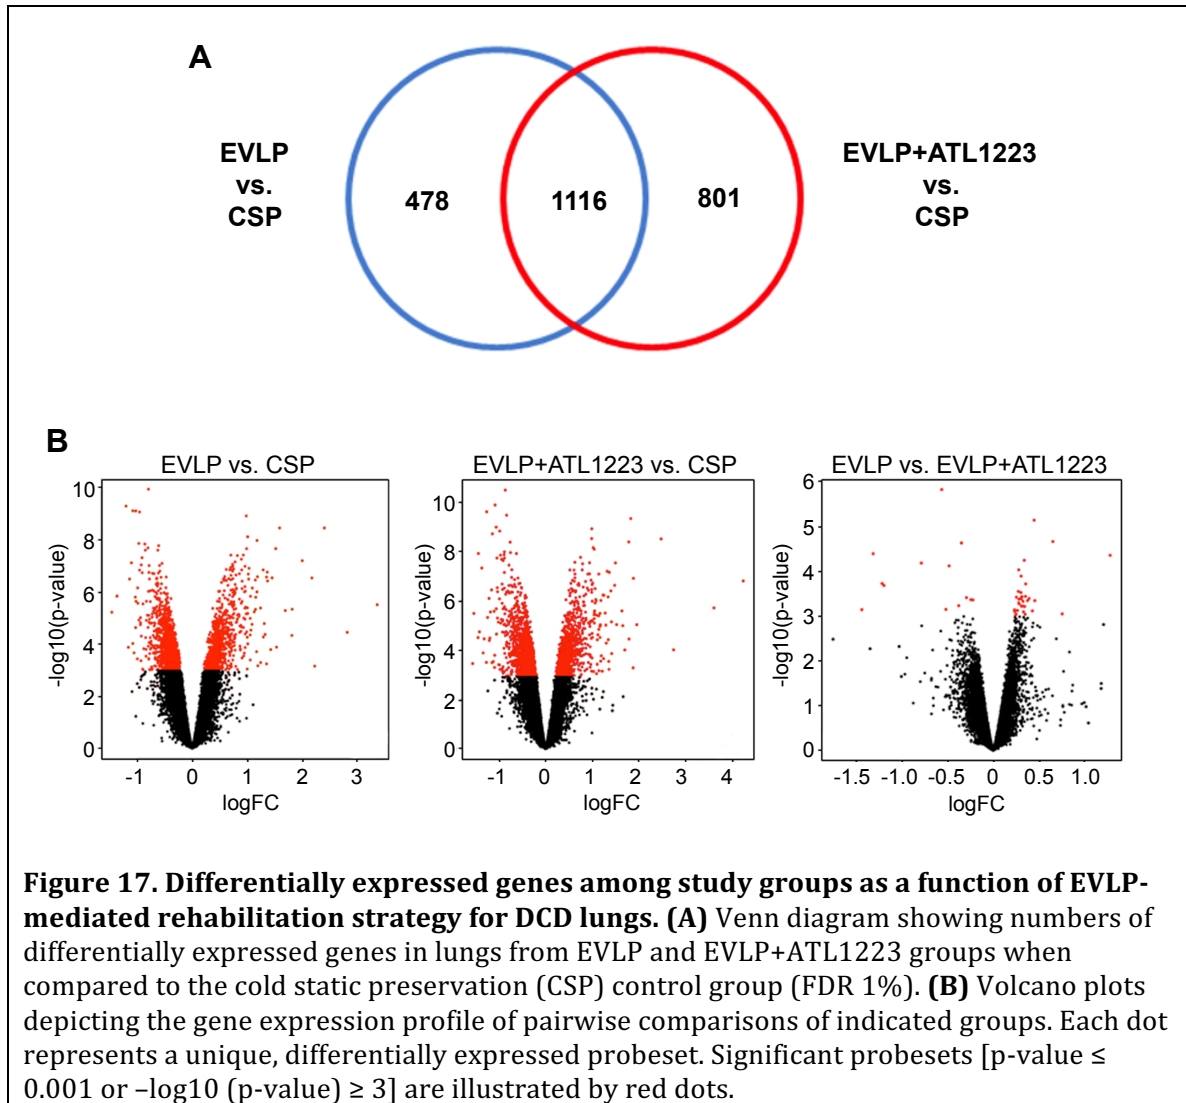 A
EVLP
vs.
CSP
478
1116
801
EVLP+ATL1223
vs.
CSP
B
EVLP vs. CSP
10
8
6
4
2
0
-log10(p-value)
-1
0
1
2
3
logFC
EVLP+ATL1223 vs. CSP
10
8
6
4
2
0
-log10(p-value)
-1
0
1
2
3
4
logFC
EVLP vs. EVLP+ATL1223
6
5
4
3
2
1
0
-log10(p-value)
-1.5
-1.0
-0.5
0
0.5
1.0
logFC
Figure 17. Differentially expressed genes among study groups as a function of EVLP-
mediated rehabilitation strategy for DCD lungs. (A) Venn diagram showing numbers of
differentially expressed genes in lungs from EVLP and EVLP+ATL1223 groups when
compared to the cold static preservation (CSP) control group (FDR 1%). (B) Volcano plots
depicting the gene expression profile of pairwise comparisons of indicated groups. Each dot
represents a unique, differentially expressed probeset. Significant probesets [p-value ≤
0.001 or –log10 (p-value) ≥ 3] are illustrated by red dots.